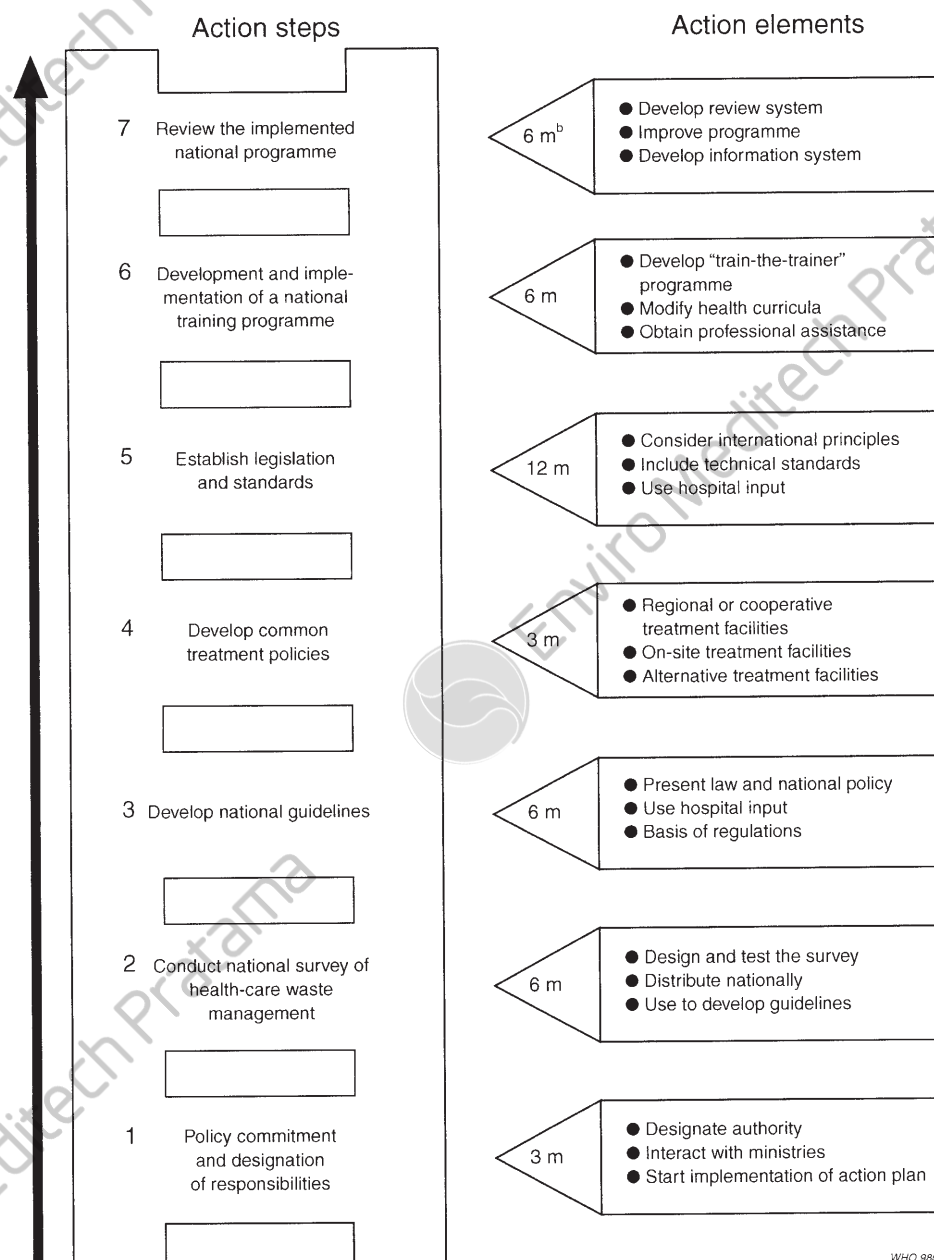 Action steps
Action elements
7 Review the implemented
national programme
6 m^b
● Develop review system
● Improve programme
● Develop information system
6 Development and imple-
mentation of a national
training programme
6 m
● Develop “train-the-trainer”
programme
● Modify health curricula
● Obtain professional assistance
5 Establish legislation
and standards
12 m
● Consider international principles
● Include technical standards
● Use hospital input
4 Develop common
treatment policies
3 m
● Regional or cooperative
treatment facilities
● On-site treatment facilities
● Alternative treatment facilities
3 Develop national guidelines
6 m
● Present law and national policy
● Use hospital input
● Basis of regulations
2 Conduct national survey of
health-care waste
management
6 m
● Design and test the survey
● Distribute nationally
● Use to develop guidelines
1 Policy commitment
and designation
of responsibilities
3 m
● Designate authority
● Interact with ministries
● Start implementation of action plan
WHO
Enviro Meditech Prat
editech Pratama